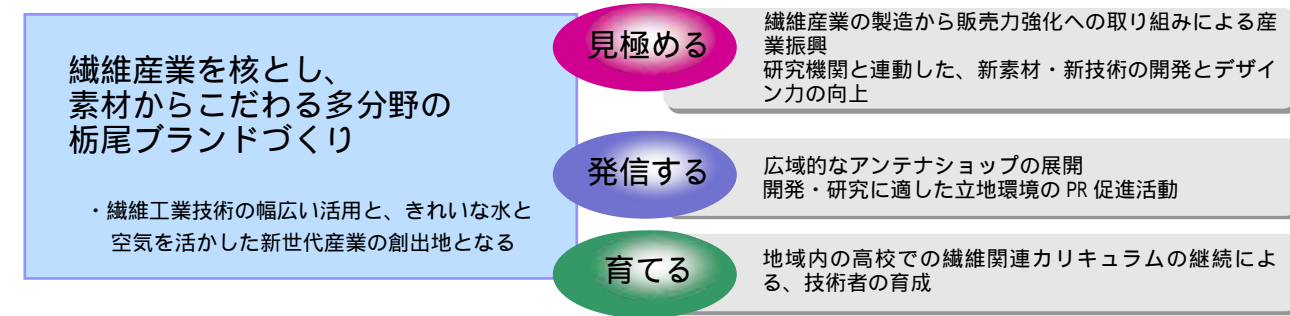 繊維産業を核とし、
素材からこだわる多分野の
栃尾ブランドづくり
・繊維工業技術の幅広い活用と、きれいな水と
空気を活かした新世代産業の創出地となる
見極める
繊維産業の製造から販売力強化への取り組みによる産
業振興
研究機関と連動した、新素材・新技術の開発とデザイ
ン力の向上
発信する
広域的なアンテナショップの展開
開発・研究に適した立地環境の PR 促進活動
育てる
地域内の高校での繊維関連カリキュラムの継続によ
る、技術者の育成